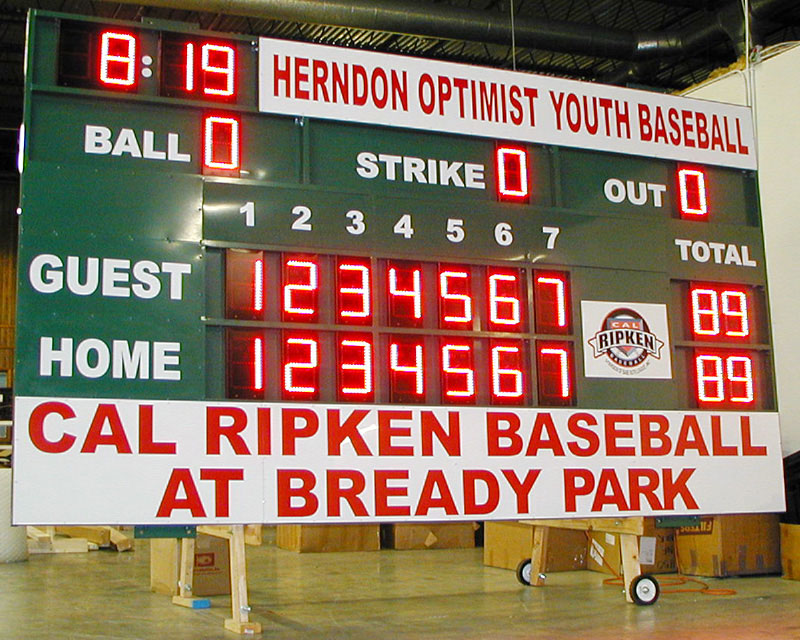 8:19
HERNDON OPTIMIST YOUTH BASEBALL
BALL 0 STRIKE 0 OUT 0
1 2 3 4 5 6 7
TOTAL
GUEST 1 2 3 4 5 6 7 89
CAL
RIPKEN
BASEBALL
HOME 1 2 3 4 5 6 7 89
CAL RIPKEN BASEBALL
AT BREADY PARK
FILTERS